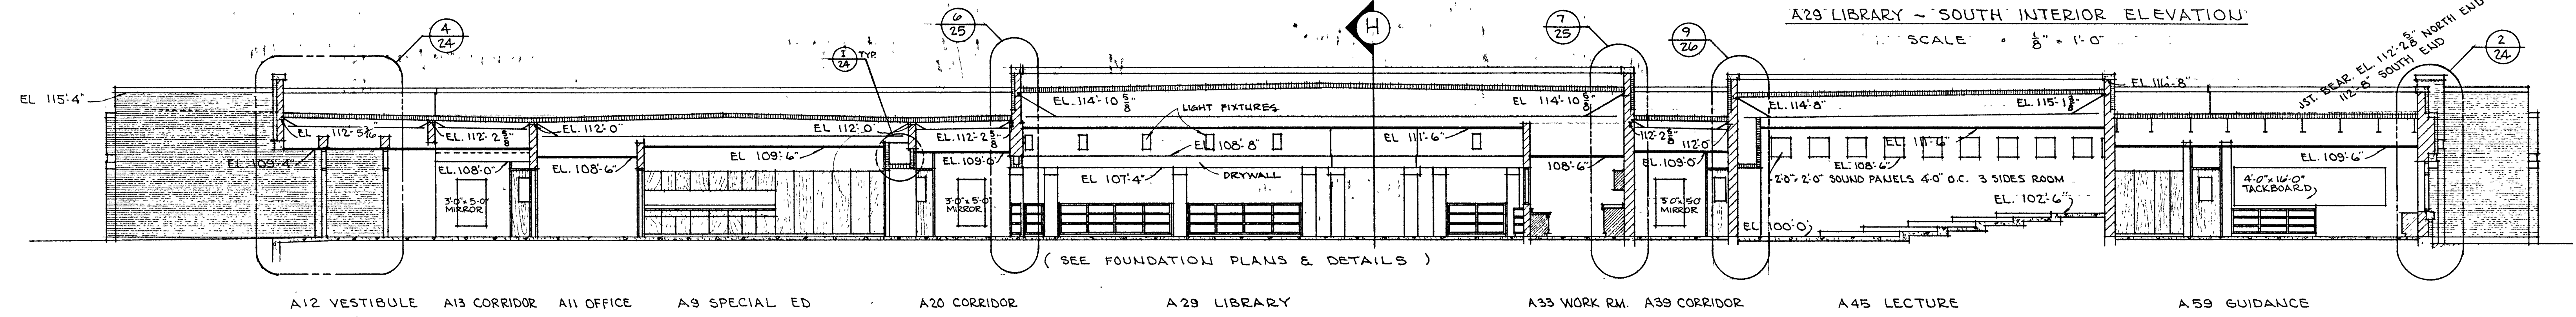 A29 LIBRARY ~ SOUTH INTERIOR ELEVATION
SCALE • 1/8" = 1'-0"
4
24
6
25
1
24
TYP.
H
7
25
9
26
2
24
JST. BEAR. EL. 112'-2 5/8" NORTH END
112'-8" SOUTH END
EL 115'-4"
EL. 114'-10 5/8"
LIGHT FIXTURES
EL 114'-10 5/8"
EL. 114'-8"
EL. 115'-1 3/8"
EL 116'-8"
EL. 112'-2 5/8"
EL. 112'-0"
EL 112'-0"
EL. 112'-2 5/8"
EL 111'-6"
112'-2 5/8"
112'-0"
EL. 111'-6"
EL. 109'-4"
EL. 108'-0"
EL. 108'-6"
EL 109'-6"
EL. 109'-0"
EL. 108'-8"
EL 107'-4"
DRYWALL
108'-6"
EL. 109'-0"
EL. 108'-6"
2'-0" x 2'-0" SOUND PANELS 4'-0" O.C. 3 SIDES ROOM
EL. 109'-6"
3'-0" x 5'-0"
MIRROR
3'-0" x 5'-0"
MIRROR
3'-0" x 5'-0"
MIRROR
EL. 102'-6"
EL 100'-0"
4'-0" x 16'-0"
TACKBOARD
( SEE FOUNDATION PLANS & DETAILS )
A12 VESTIBULE A13 CORRIDOR A11 OFFICE A9 SPECIAL ED A20 CORRIDOR A29 LIBRARY A33 WORK RM. A39 CORRIDOR A45 LECTURE A59 GUIDANCE